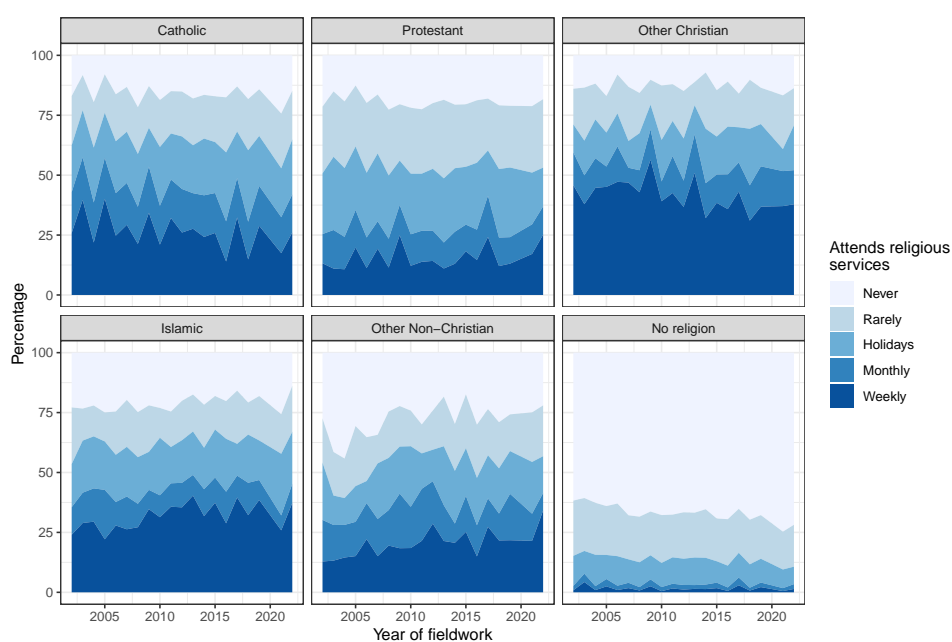 Catholic
Protestant
Other Christian
100
75
50
25
0
Islamic
Other Non−Christian
No religion
100
75
50
25
0
2005
2010
2015
2020
2005
2010
2015
2020
2005
2010
2015
2020
Year of fieldwork
Percentage
Attends religious
services
Never
Rarely
Holidays
Monthly
Weekly